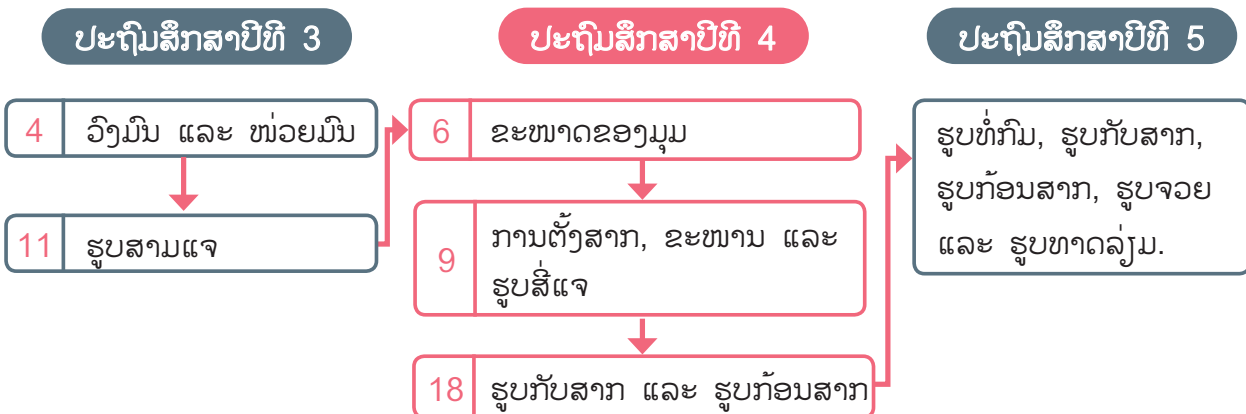 ປະຖົມສຶກສາປີທີ 3
4 ວົງມົນ ແລະ ໜ່ວຍມົນ
11 ຮູບສາມແຈ
ປະຖົມສຶກສາປີທີ 4
6 ຂະໜາດຂອງມຸມ
9 ການຕັ້ງສາກ, ຂະໜານ ແລະ
ຮູບສີ່ແຈ
18 ຮູບກັບສາກ ແລະ ຮູບກ້ອນສາກ
ປະຖົມສຶກສາປີທີ 5
ຮູບທໍ່ກົມ, ຮູບກັບສາກ,
ຮູບກ້ອນສາກ, ຮູບຈວຍ
ແລະ ຮູບທາດລ່ຽມ.